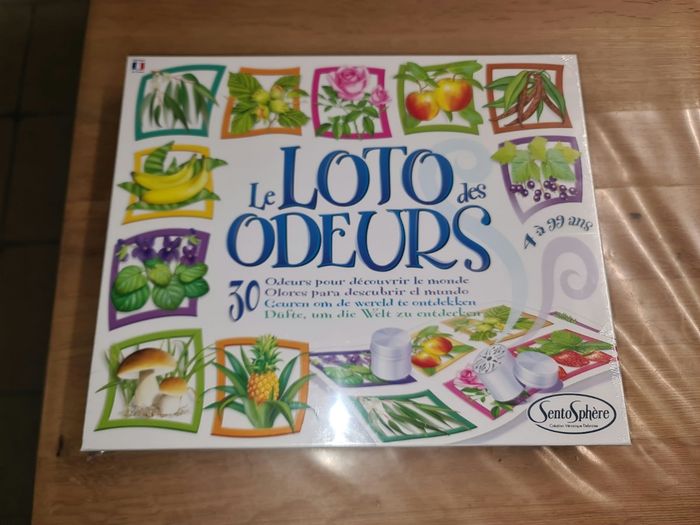 Le LOTO des
ODEURS
4 à 99 ans
30 Odeurs pour découvrir le monde
Olores para descubrir el mundo
Geuren om de wereld te ontdekken
Düfte, um die Welt zu entdecken
SentoSphère